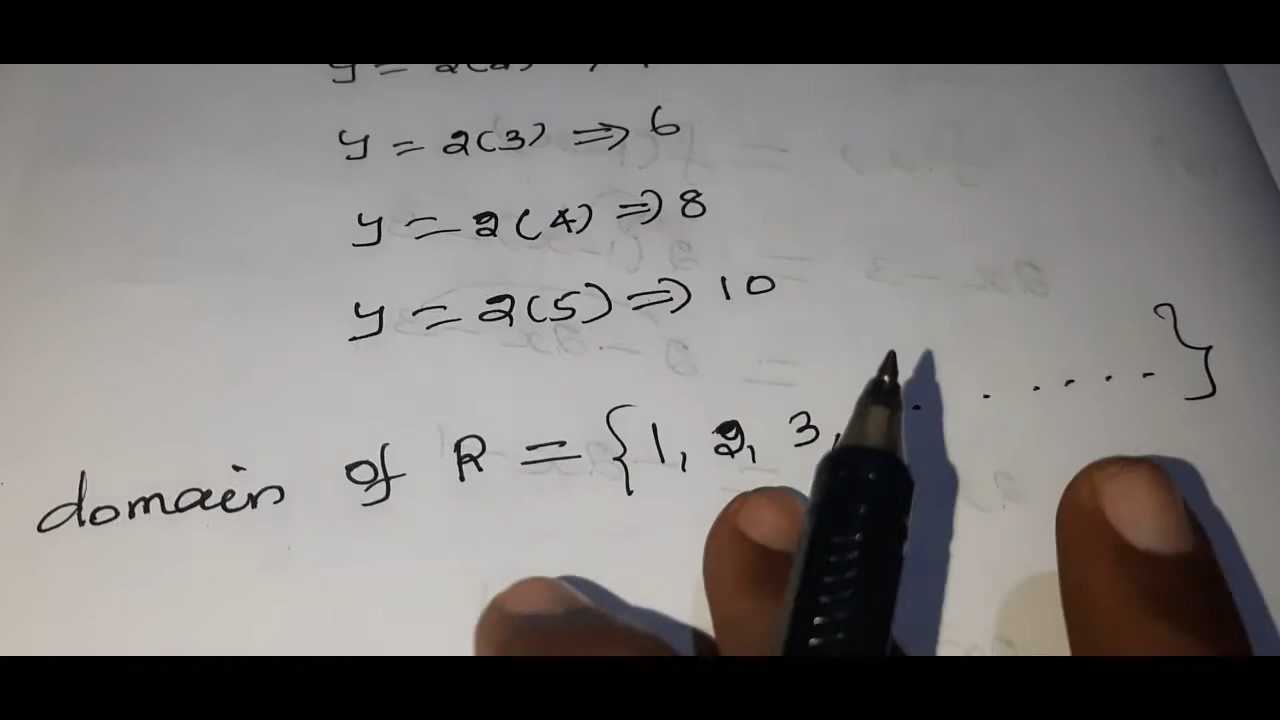 y = 2(3) ⇒ 6
y = 2(4) ⇒ 8
y = 2(5) ⇒ 10
domain of R = {1, 2, 3, . . . . . . }